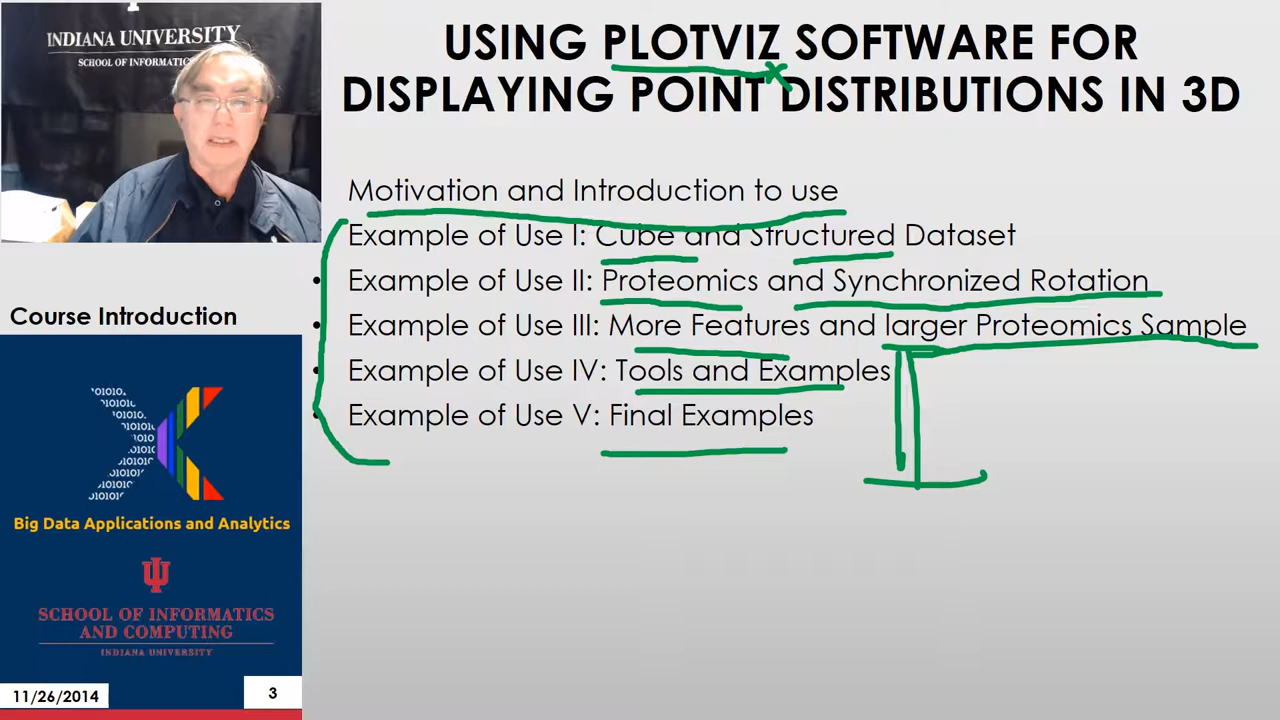 INDIANA UNIVERSITY
SCHOOL OF INFORMATICS
USING PLOTVIZ SOFTWARE FOR
DISPLAYING POINT DISTRIBUTIONS IN 3D
Motivation and Introduction to use
Example of Use I: Cube and Structured Dataset
• Example of Use II: Proteomics and Synchronized Rotation
• Example of Use III: More Features and larger Proteomics Sample
• Example of Use IV: Tools and Examples
• Example of Use V: Final Examples
Course Introduction
Big Data Applications and Analytics
SCHOOL OF INFORMATICS
AND COMPUTING
INDIANA UNIVERSITY
11/26/2014
3